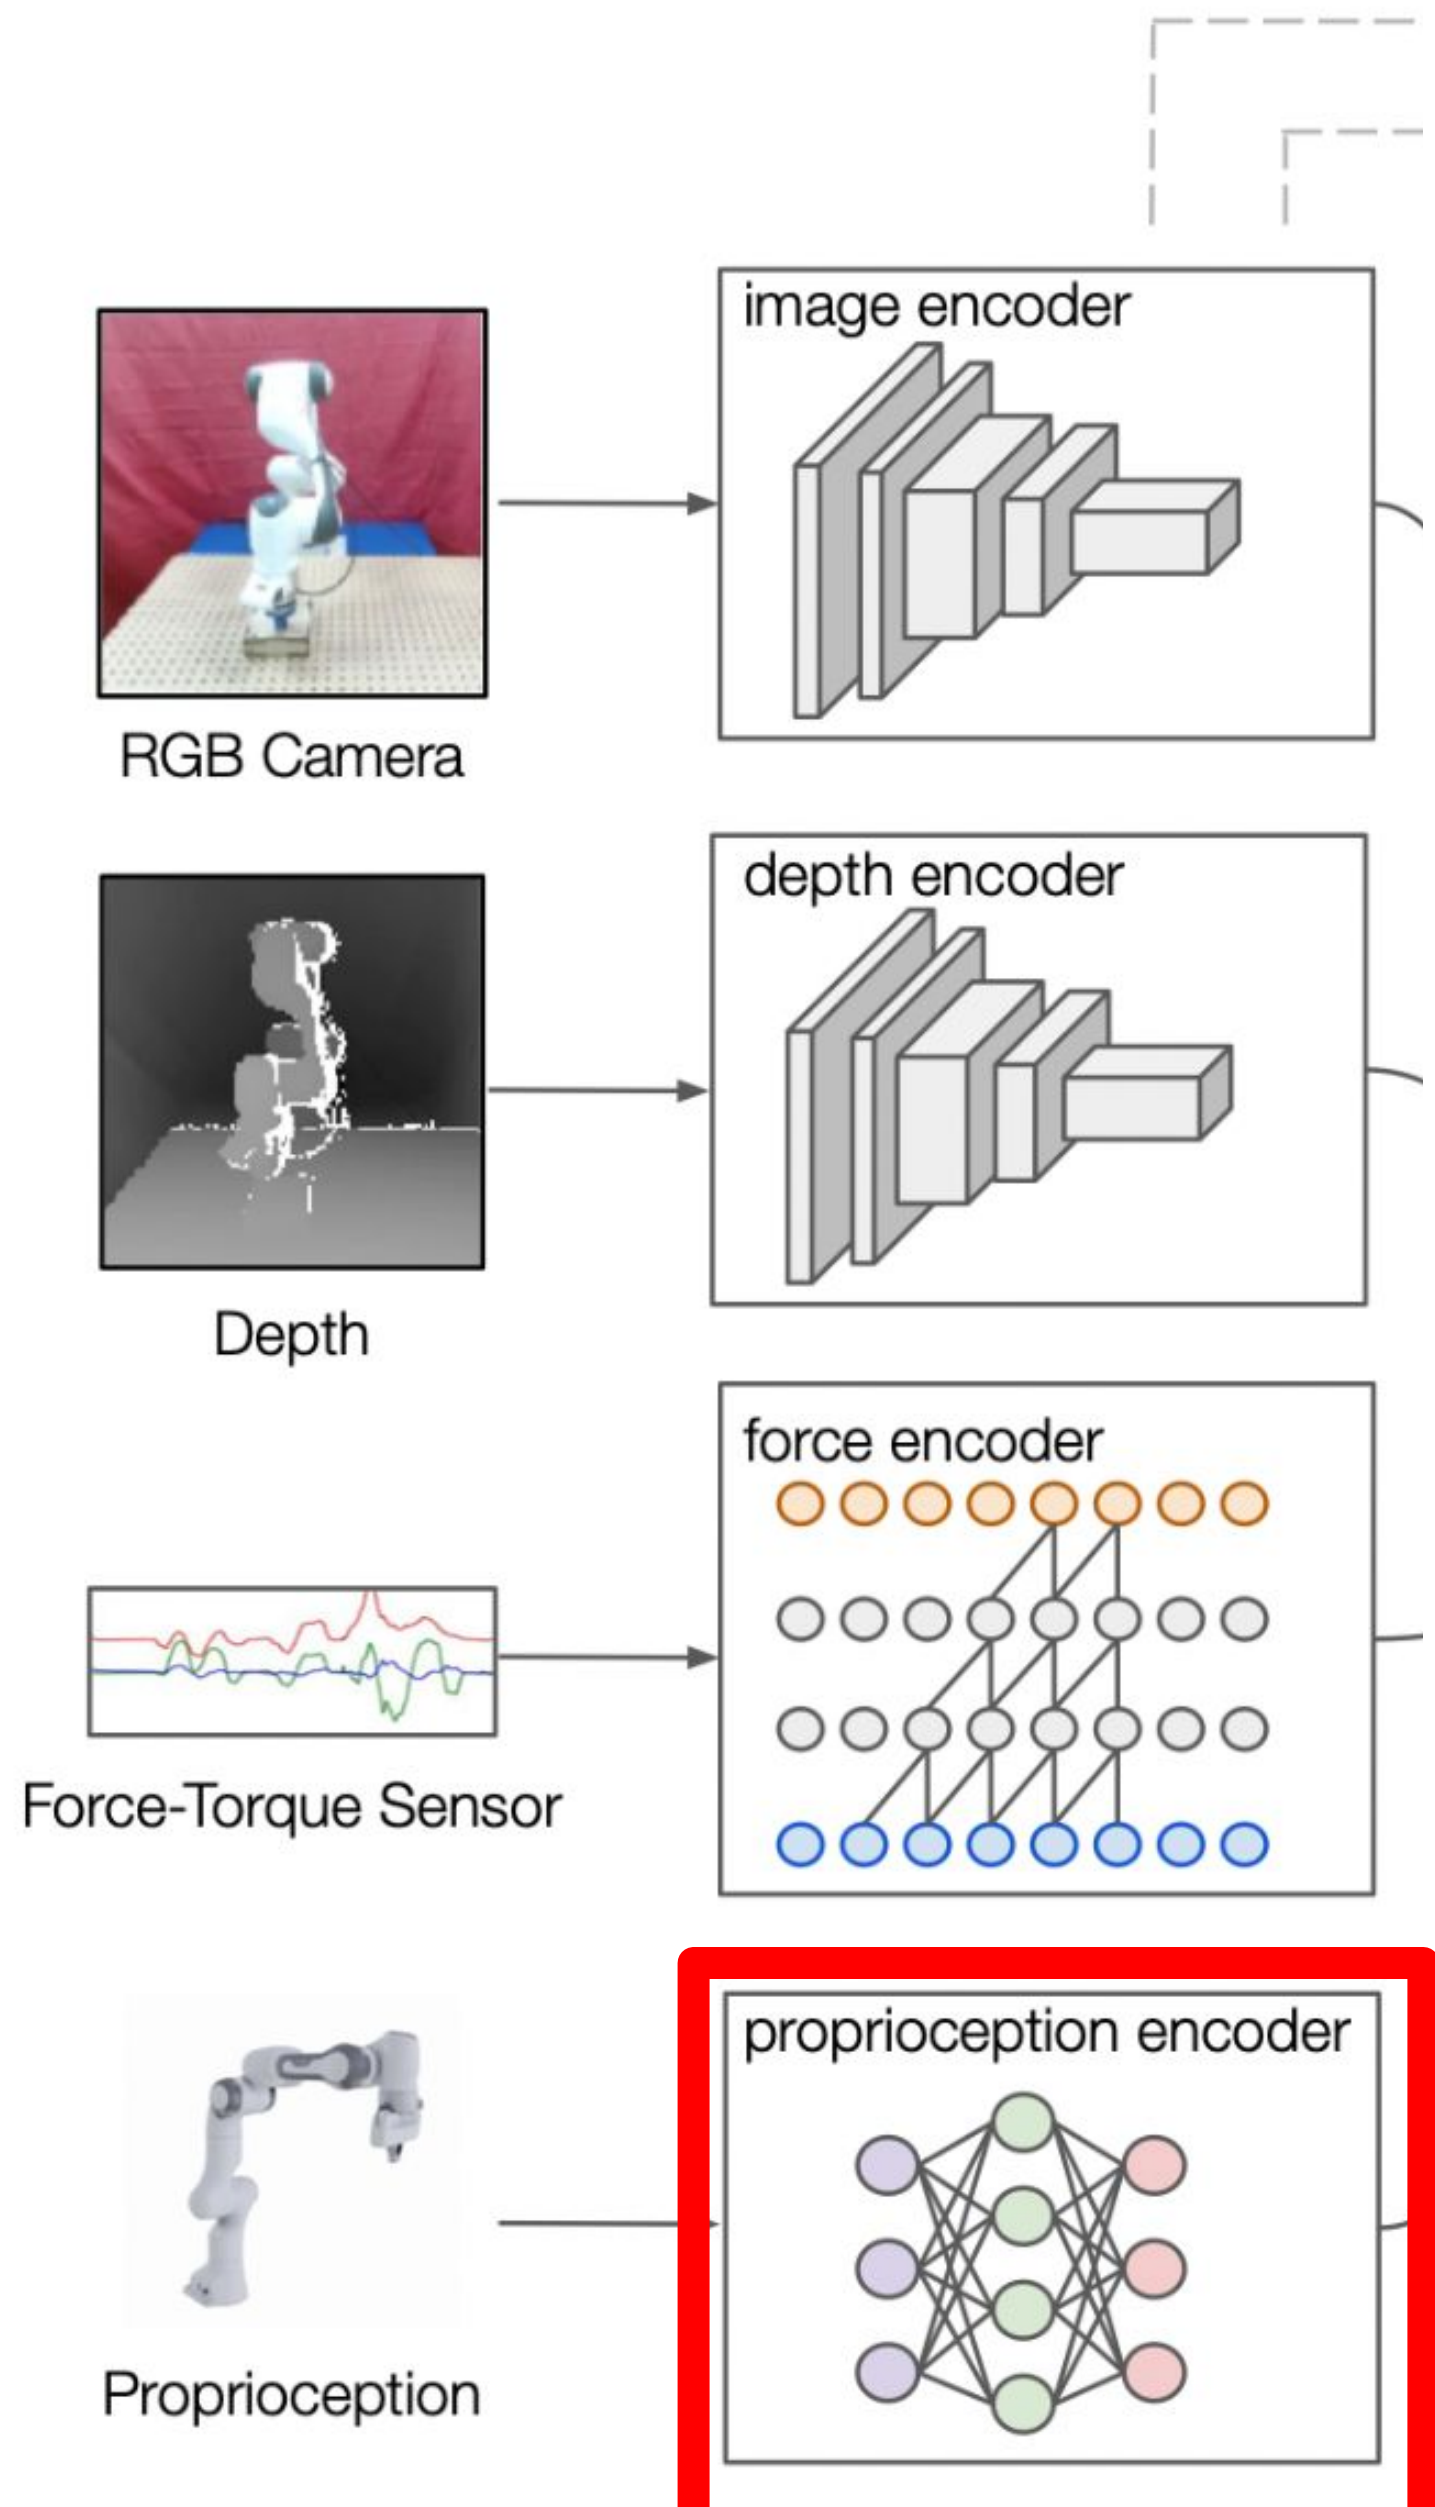 image encoder
RGB Camera
depth encoder
Depth
force encoder
Force-Torque Sensor
proprioception encoder
Proprioception